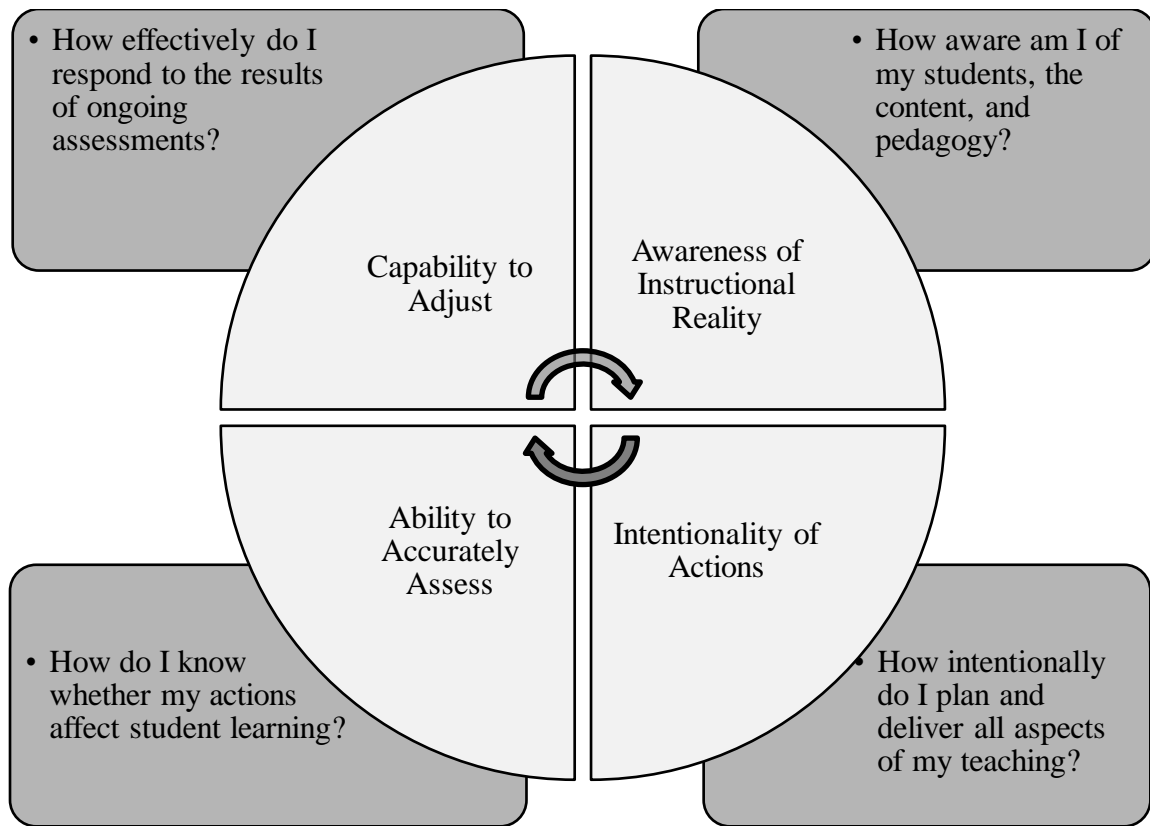 • How effectively do I
respond to the results
of ongoing
assessments?
• How aware am I of
my students, the
content, and
pedagogy?
Capability to
Adjust
Awareness of
Instructional
Reality
Ability to
Accurately
Assess
Intentionality of
Actions
• How do I know
whether my actions
affect student learning?
• How intentionally
do I plan and
deliver all aspects
of my teaching?